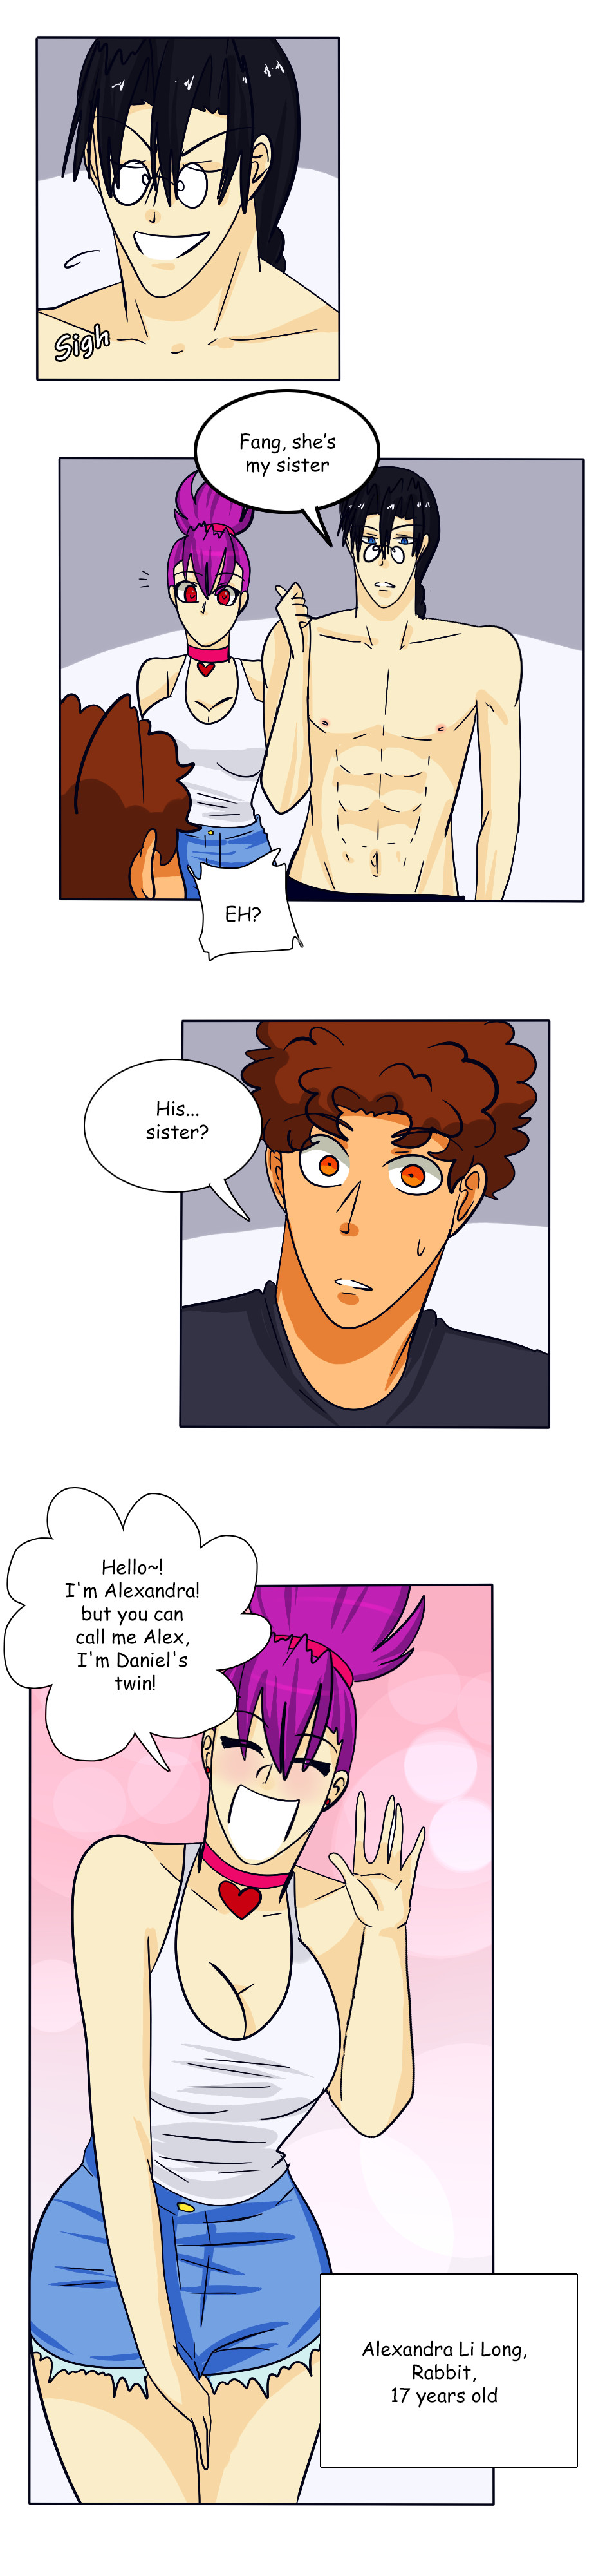 Sigh
Fang, she's
my sister
EH?
His...
sister?
Hello~!
I'm Alexandra!
but you can
call me Alex,
I'm Daniel's
twin!
Alexandra Li Long,
Rabbit,
17 years old